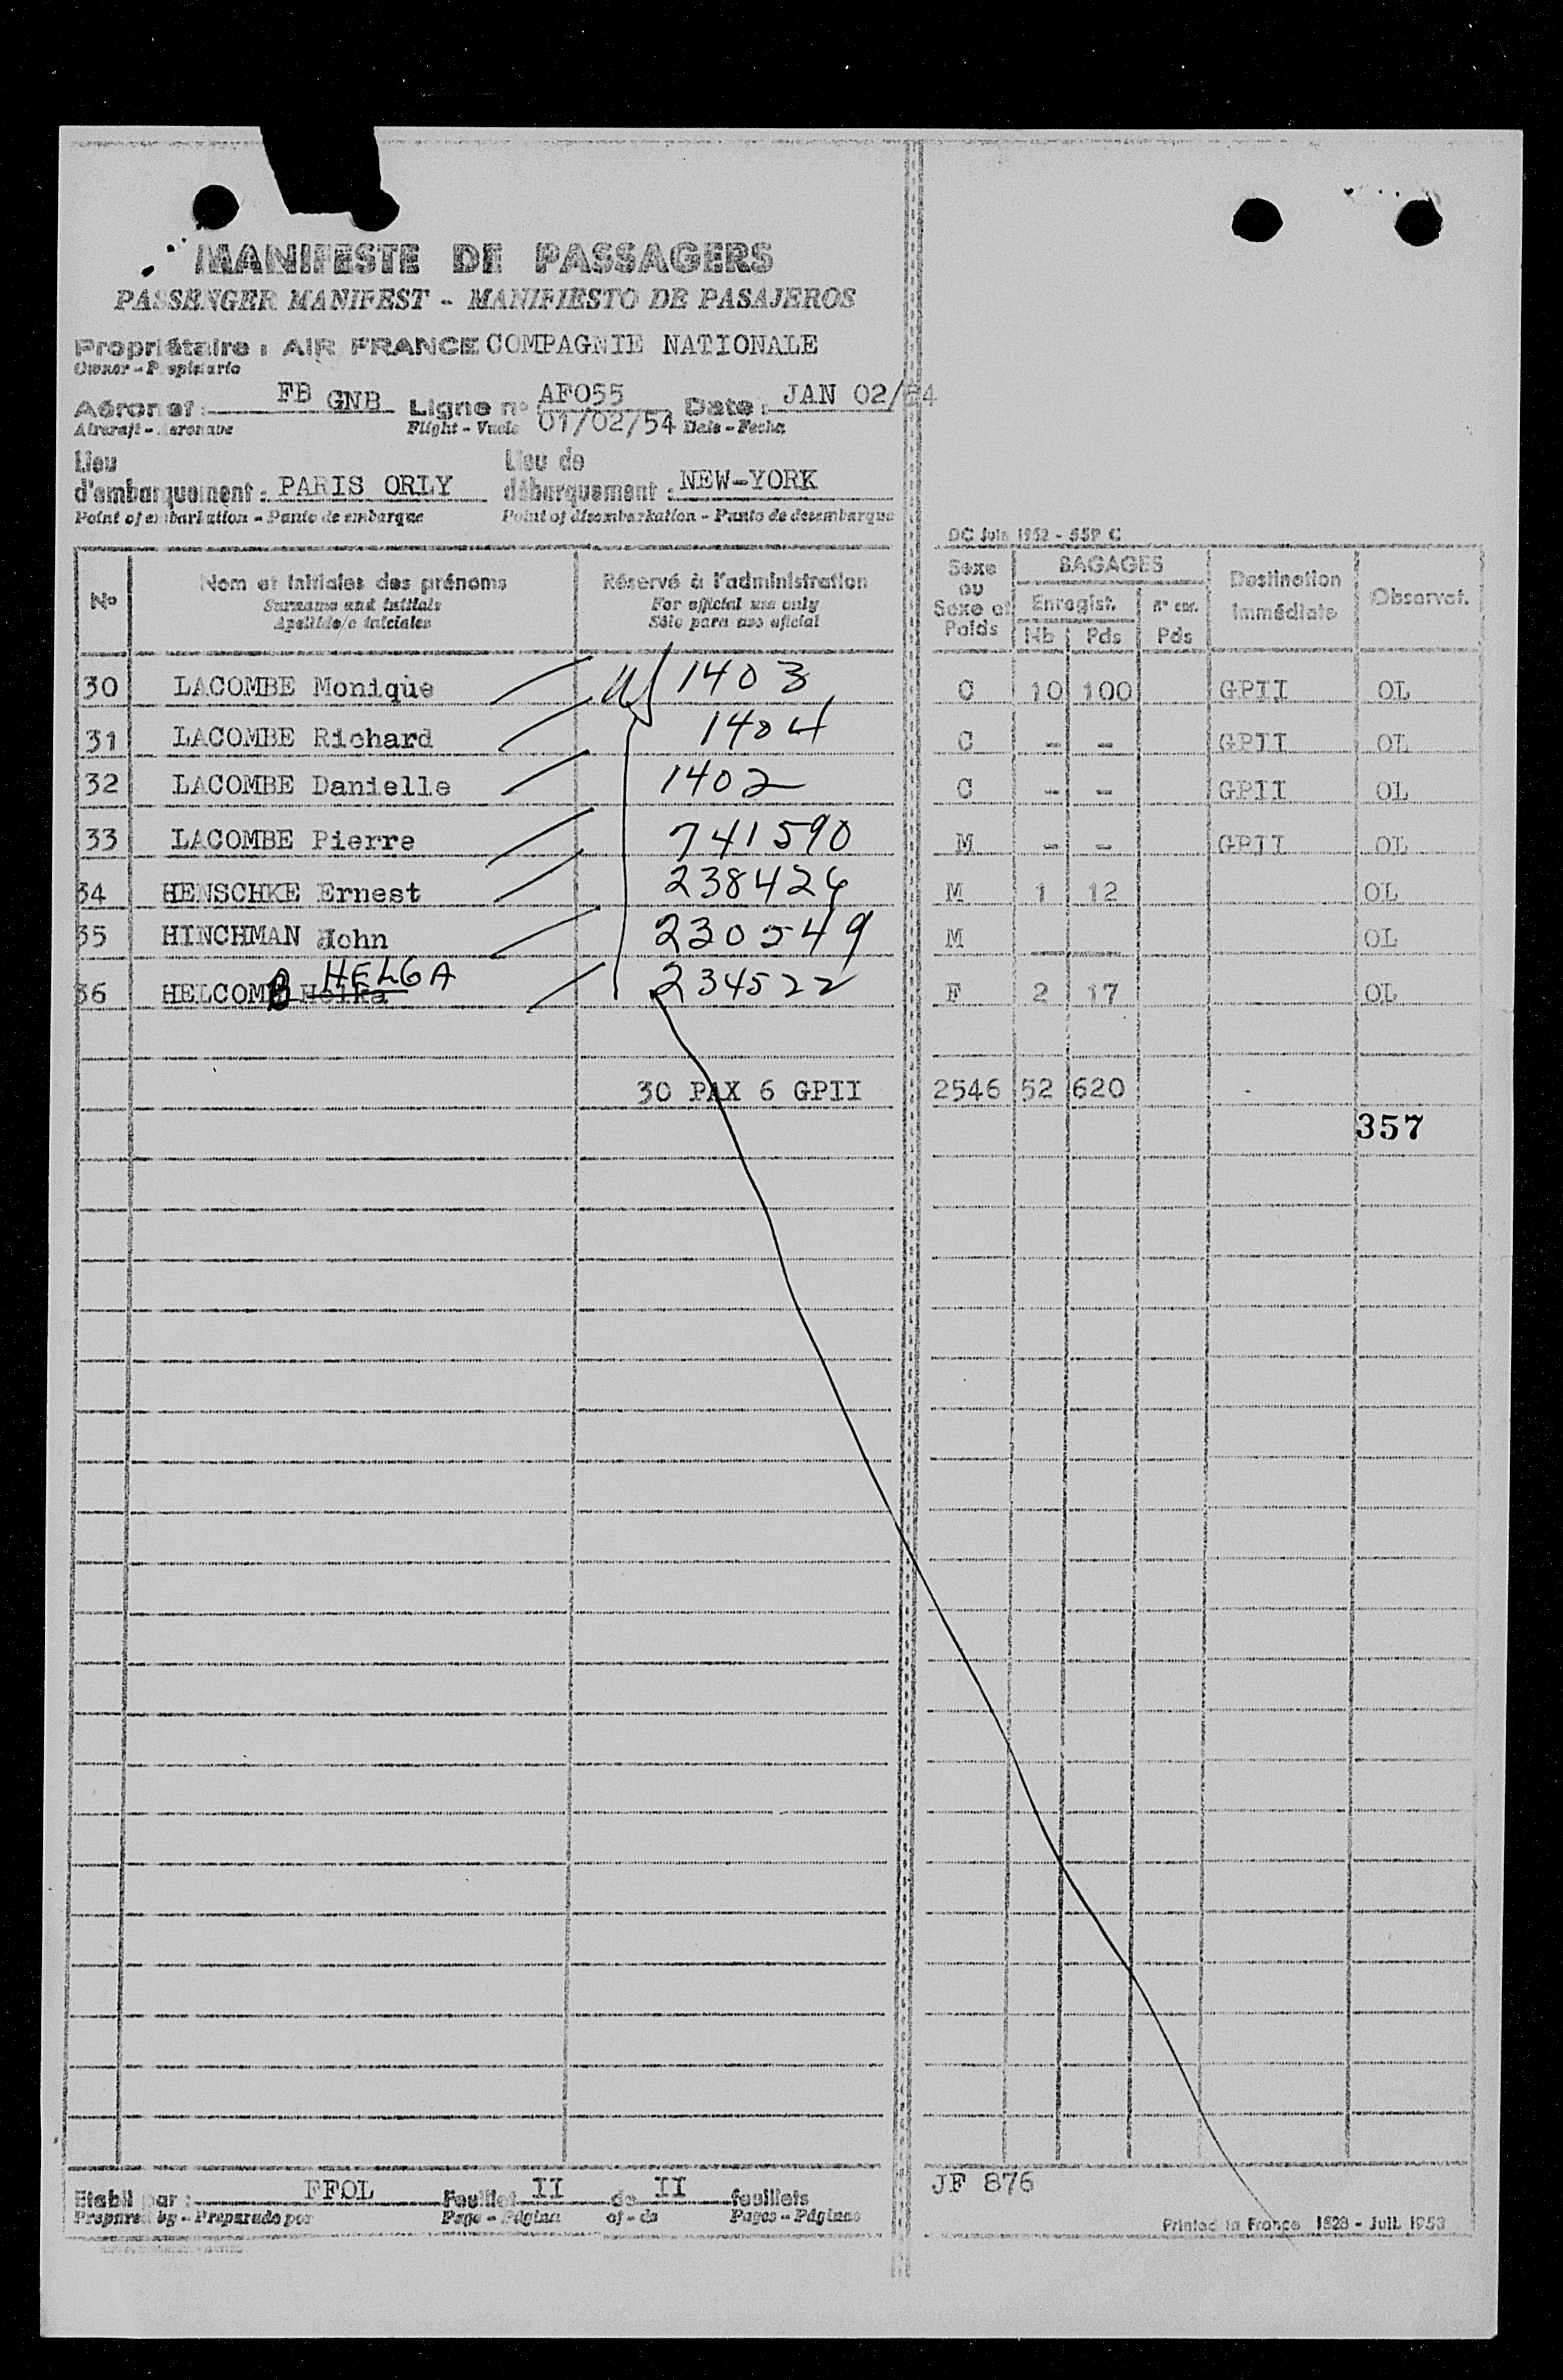 MANIFESTE DE PASSAGERS
PASSENGER MANIFEST - MANIFIESTO DE PASAJEROS
Propriétaire : AIR FRANCE COMPAGNIE NATIONALE
Owner - Propietario
Aéronef : FB GNB Ligne n° AF055 Date : JAN 02/54
Aircraft - Aeronave Flight - Vuelo 01/02/54 Date - Fecha
Lieu d'embarquement : PARIS ORLY Lieu de débarquement : NEW-YORK
Point of embarkation - Punto de embarque Point of disembarkation - Punto de desembarque
DC Juin 1952 - SSP C
N° Nom et initiales des prénoms Réservé à l'administration Sexe ou Sexe et Poids BAGAGES Destination immédiate Observat.
Surname and initials For official use only Enregist. n° enr.
Apellido/e iniciales Sólo para uso oficial Nb Pds Pds
30 LACOMBE Monique 1403 C 10 100 GPII OL
31 LACOMBE Richard 1404 C - - GPII OL
32 LACOMBE Danielle 1402 C - - GPII OL
33 LACOMBE Pierre 741590 M - - GPII OL
34 HENSCHKE Ernest 238426 M 1 12 OL
35 HINCHMAN John 230549 M OL
36 HELCOMB HELGA 234522 F 2 17 OL
30 PAX 6 GPII 2546 52 620 -
357
Etabli par : FFOL Feuillet II de II feuillets JF 876
Prepared by - Preparado por Page - Página of - de Pages - Páginas
Printed in France 1528 - Juil. 1953